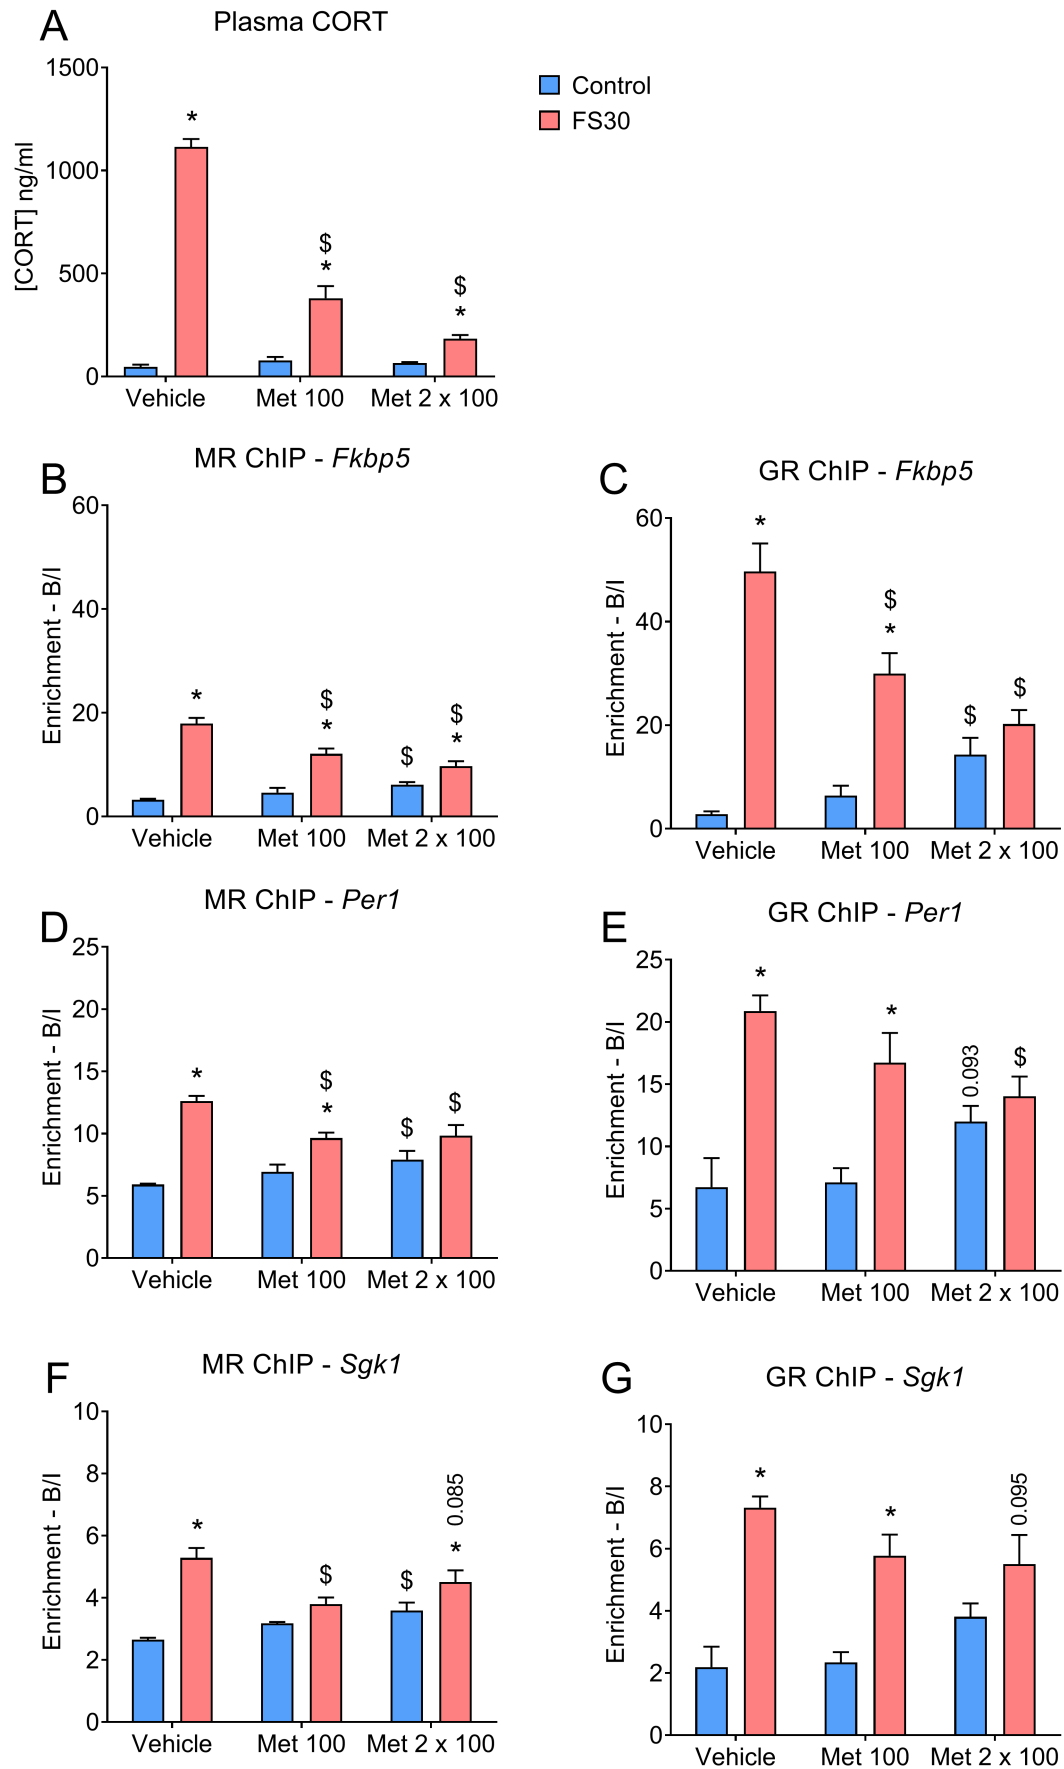 A
Plasma CORT
Control
FS30
[CORT] ng/ml
1500
1000
500
0
*
$
*
$
*
Vehicle
Met 100
Met 2 x 100
B
MR ChIP - Fkbp5
Enrichment - B/I
60
40
20
0
*
$
*
$
$
*
Vehicle
Met 100
Met 2 x 100
C
GR ChIP - Fkbp5
Enrichment - B/I
60
40
20
0
*
$
*
$
$
Vehicle
Met 100
Met 2 x 100
D
MR ChIP - Per1
Enrichment - B/I
25
20
15
10
5
0
*
$
*
$
$
Vehicle
Met 100
Met 2 x 100
E
GR ChIP - Per1
Enrichment - B/I
25
20
15
10
5
0
*
*
0.093
$
Vehicle
Met 100
Met 2 x 100
F
MR ChIP - Sgk1
Enrichment - B/I
10
8
6
4
2
0
*
$
$
0.085
*
Vehicle
Met 100
Met 2 x 100
G
GR ChIP - Sgk1
Enrichment - B/I
10
8
6
4
2
0
*
*
0.095
Vehicle
Met 100
Met 2 x 100